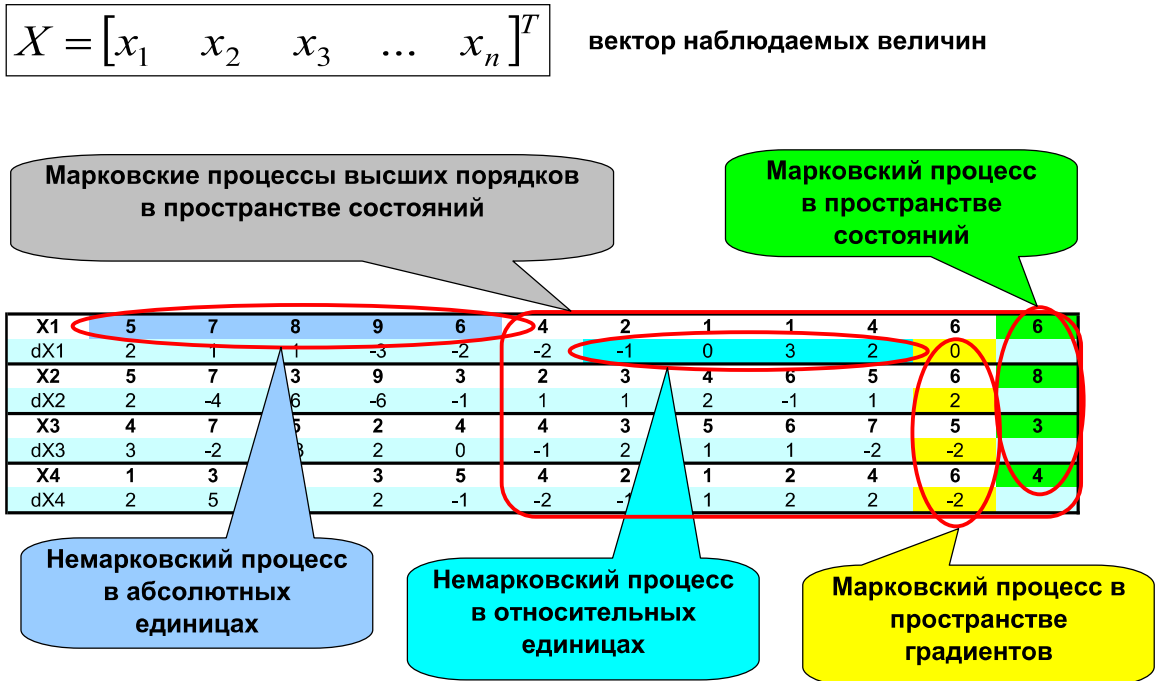 X = [x₁ x₂ x₃ ... xₙ]ᵀ вектор наблюдаемых величин
Марковские процессы высших порядков
в пространстве состояний
Марковский процесс
в пространстве
состояний
X1 5 7 8 9 6 4 2 1 1 4 6 6
dX1 2 1 1 -3 -2 -2 -1 0 3 2 0
X2 5 7 3 9 3 2 3 4 6 5 6 8
dX2 2 -4 6 -6 -1 1 1 2 -1 1 2
X3 4 7 5 2 4 4 3 5 6 7 5 3
dX3 3 -2 2 0 -1 2 1 1 -2 -2
X4 1 3 3 5 4 2 1 2 4 6 4
dX4 2 5 2 -1 -2 -1 1 2 2 -2
Немарковский процесс
в абсолютных
единицах
Немарковский процесс
в относительных
единицах
Марковский процесс в
пространстве
градиентов